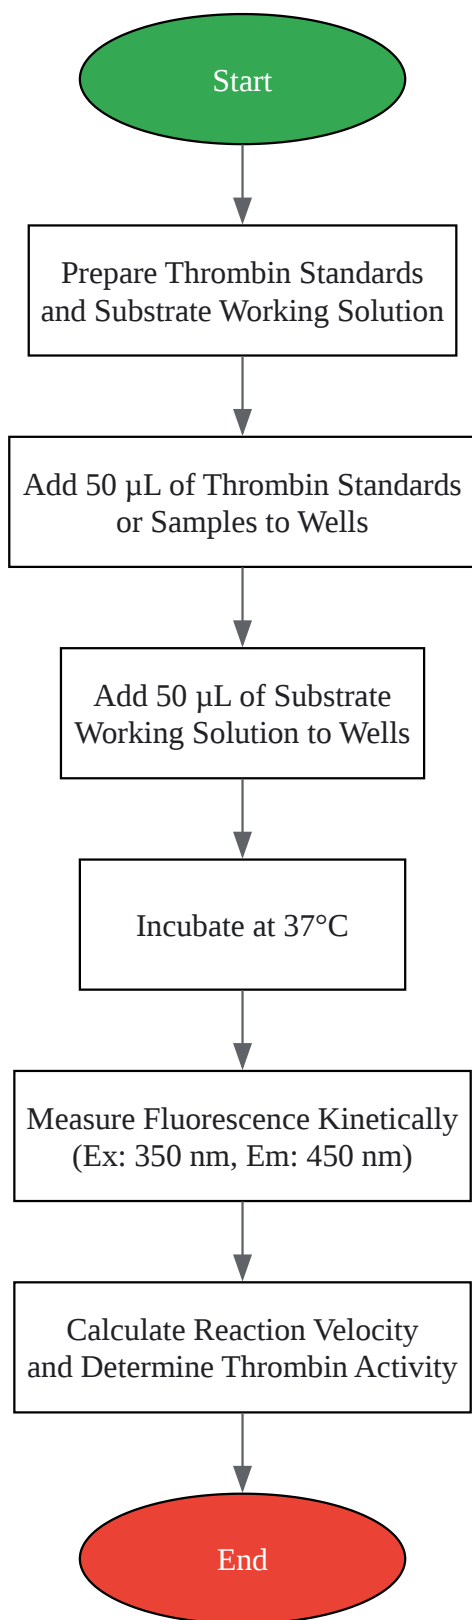 Start
Prepare Thrombin Standards
and Substrate Working Solution
Add 50 µL of Thrombin Standards
or Samples to Wells
Add 50 µL of Substrate
Working Solution to Wells
Incubate at 37°C
Measure Fluorescence Kinetically
(Ex: 350 nm, Em: 450 nm)
Calculate Reaction Velocity
and Determine Thrombin Activity
End